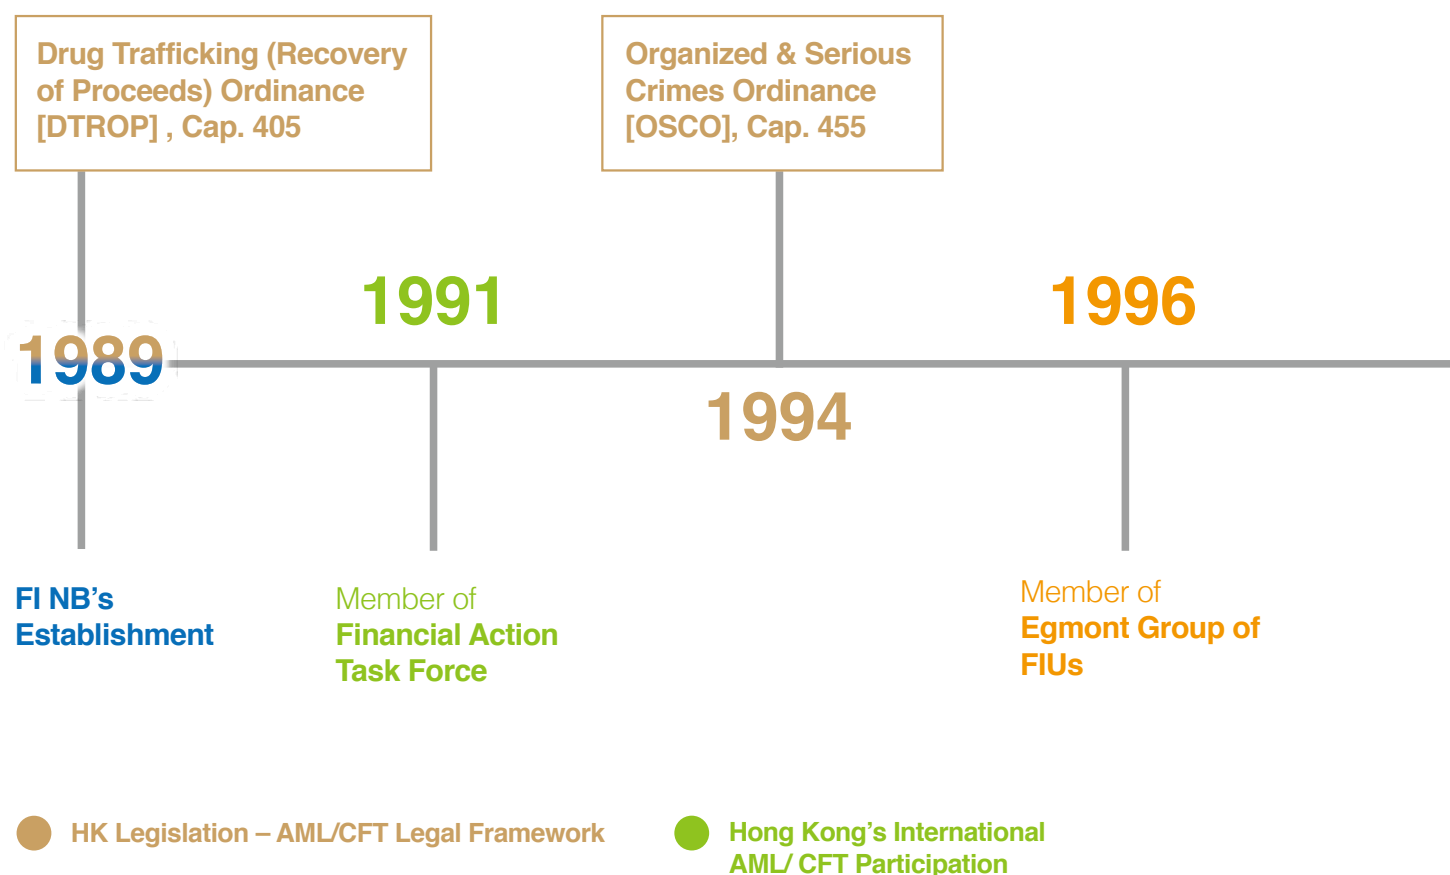 Drug Trafficking (Recovery
of Proceeds) Ordinance
[DTROP] , Cap. 405
Organized & Serious
Crimes Ordinance
[OSCO], Cap. 455
1989
1991
1994
1996
FI NB’s
Establishment
Member of
Financial Action
Task Force
Member of
Egmont Group of
FIUs
HK Legislation – AML/CFT Legal Framework
Hong Kong’s International
AML/ CFT Participation